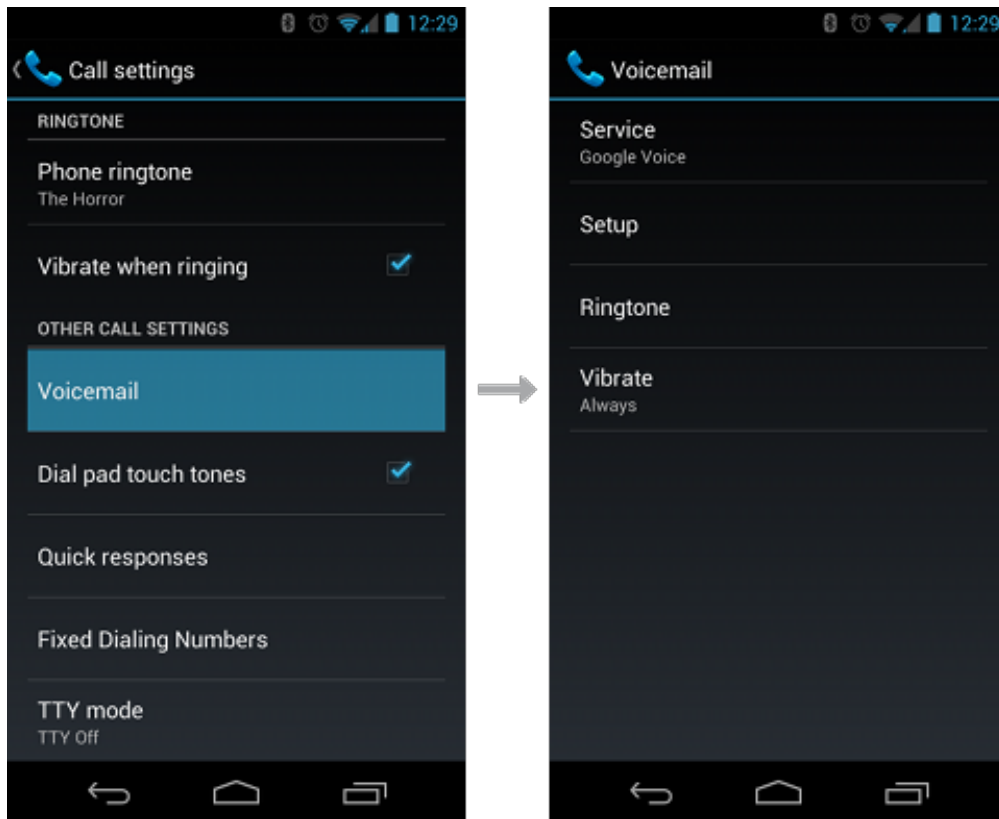 12:29
Call settings
RINGTONE
Phone ringtone
The Horror
Vibrate when ringing
OTHER CALL SETTINGS
Voicemail
Dial pad touch tones
Quick responses
Fixed Dialing Numbers
TTY mode
TTY Off
12:29
Voicemail
Service
Google Voice
Setup
Ringtone
Vibrate
Always